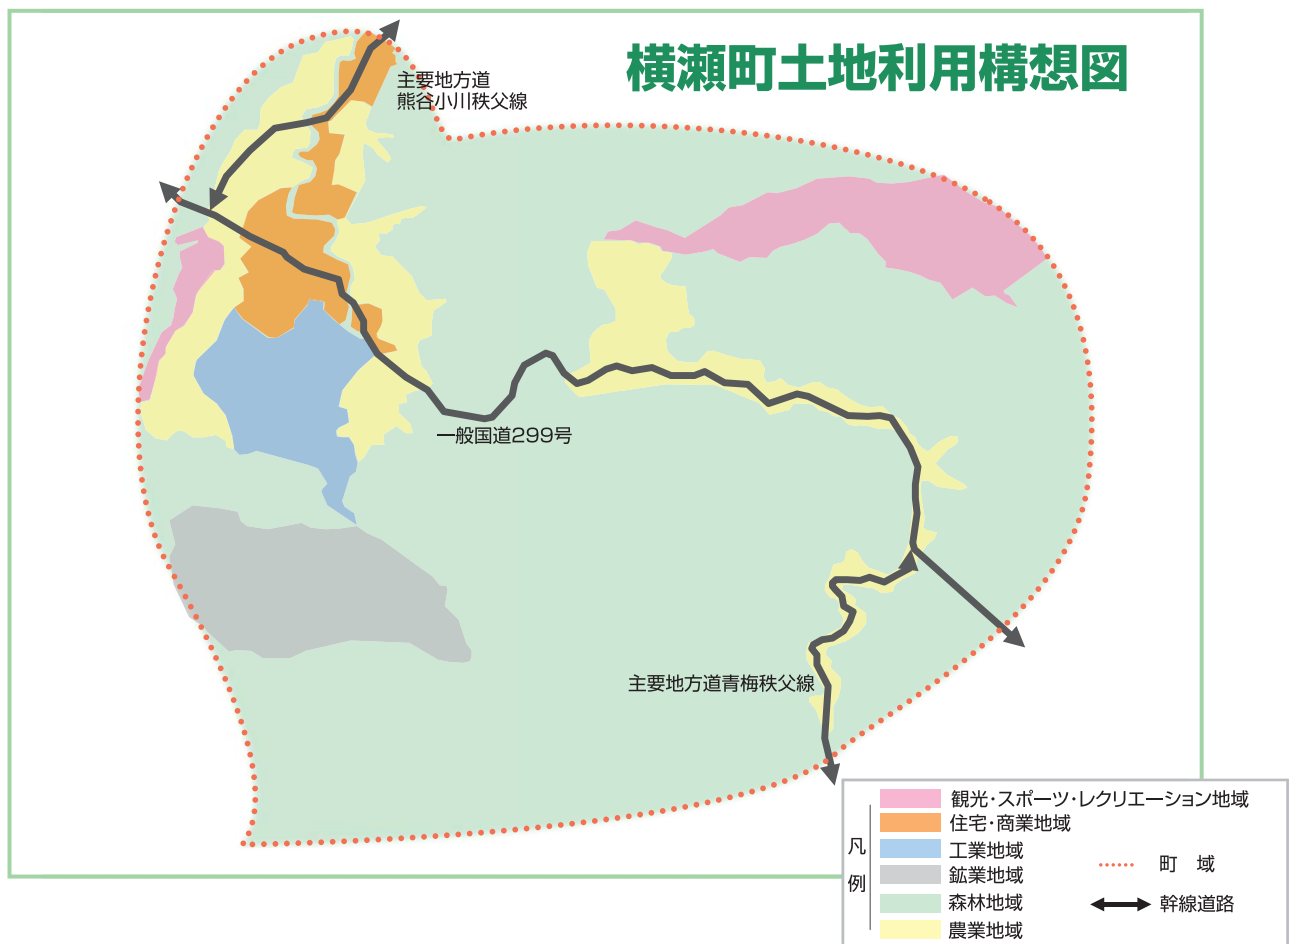 横瀬町土地利用構想図
主要地方道
熊谷小川秩父線
一般国道299号
主要地方道青梅秩父線
凡
例
観光・スポーツ・レクリエーション地域
住宅・商業地域
工業地域
鉱業地域
森林地域
農業地域
町　域
幹線道路